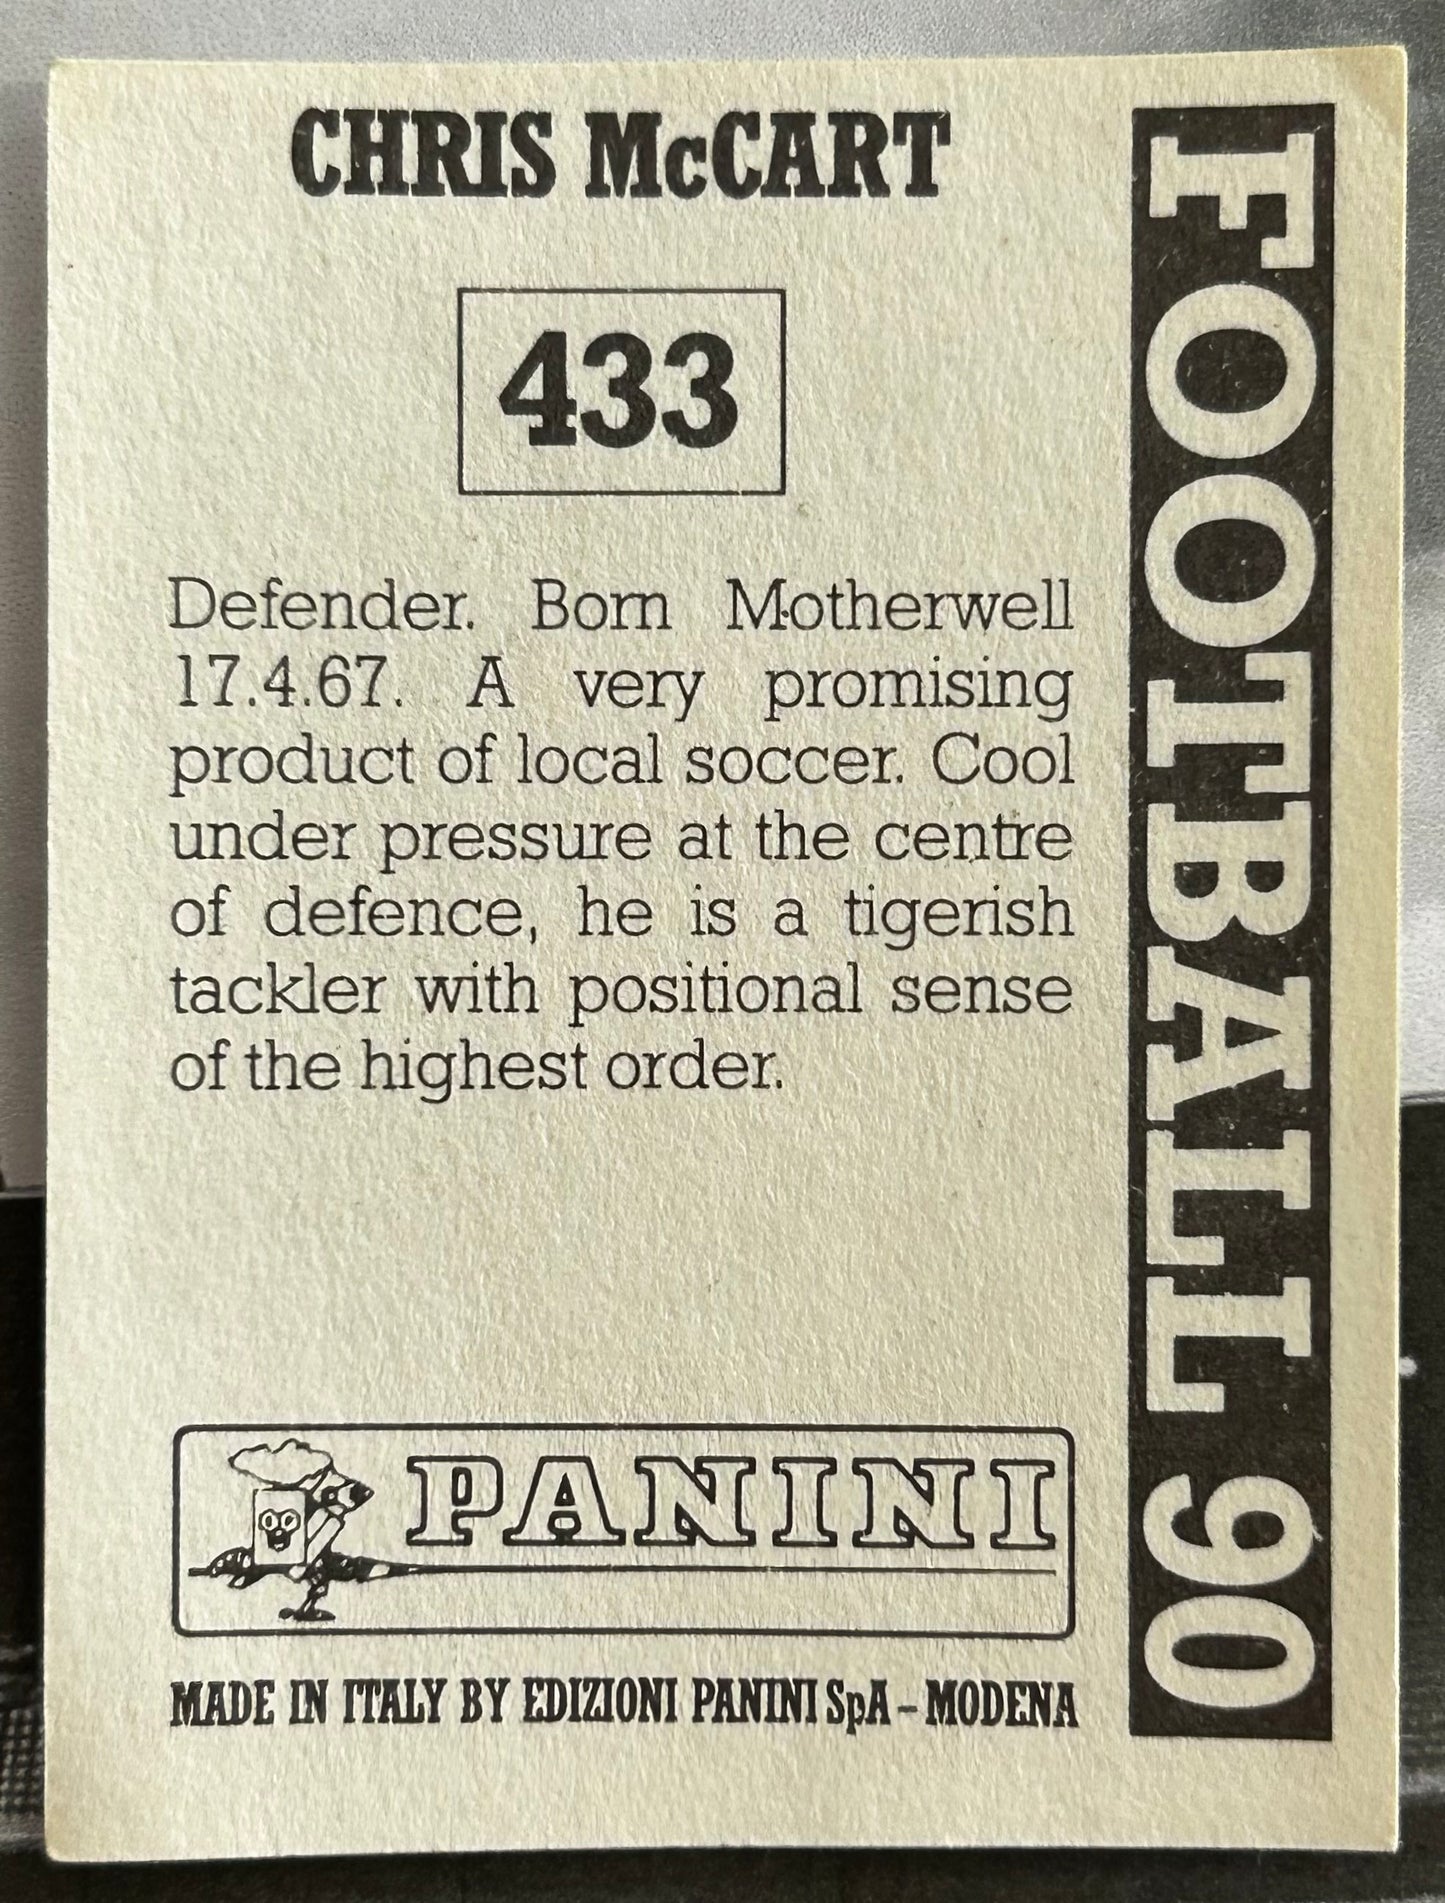 CHRIS McCART
433
Defender. Born Motherwell
17.4.67. A very promising
product of local soccer. Cool
under pressure at the centre
of defence, he is a tigerish
tackler with positional sense
of the highest order.
PANINI
MADE IN ITALY BY EDIZIONI PANINI SpA – MODENA
FOOTBALL 90